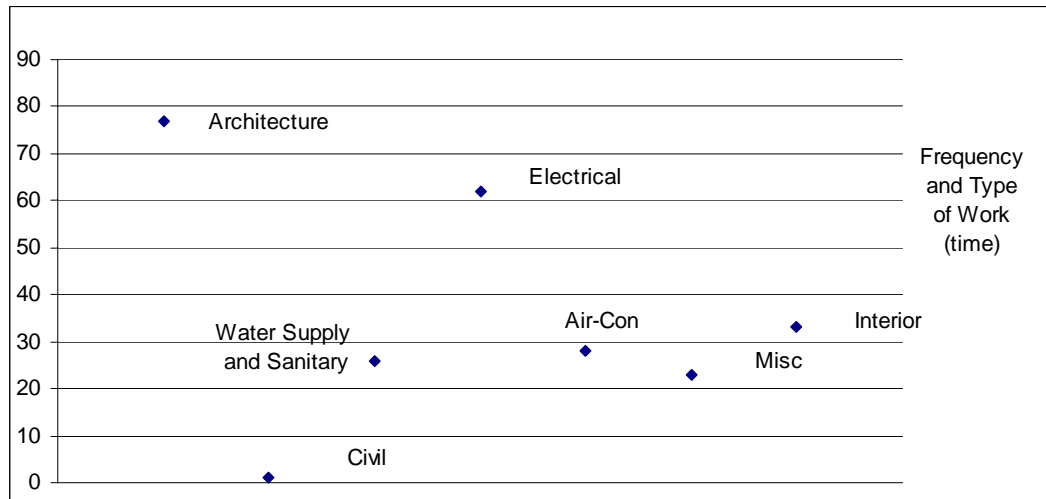 90
80
70
60
50
40
30
20
10
0
Architecture
Electrical
Water Supply
and Sanitary
Air-Con
Interior
Misc
Civil
Frequency
and Type
of Work
(time)